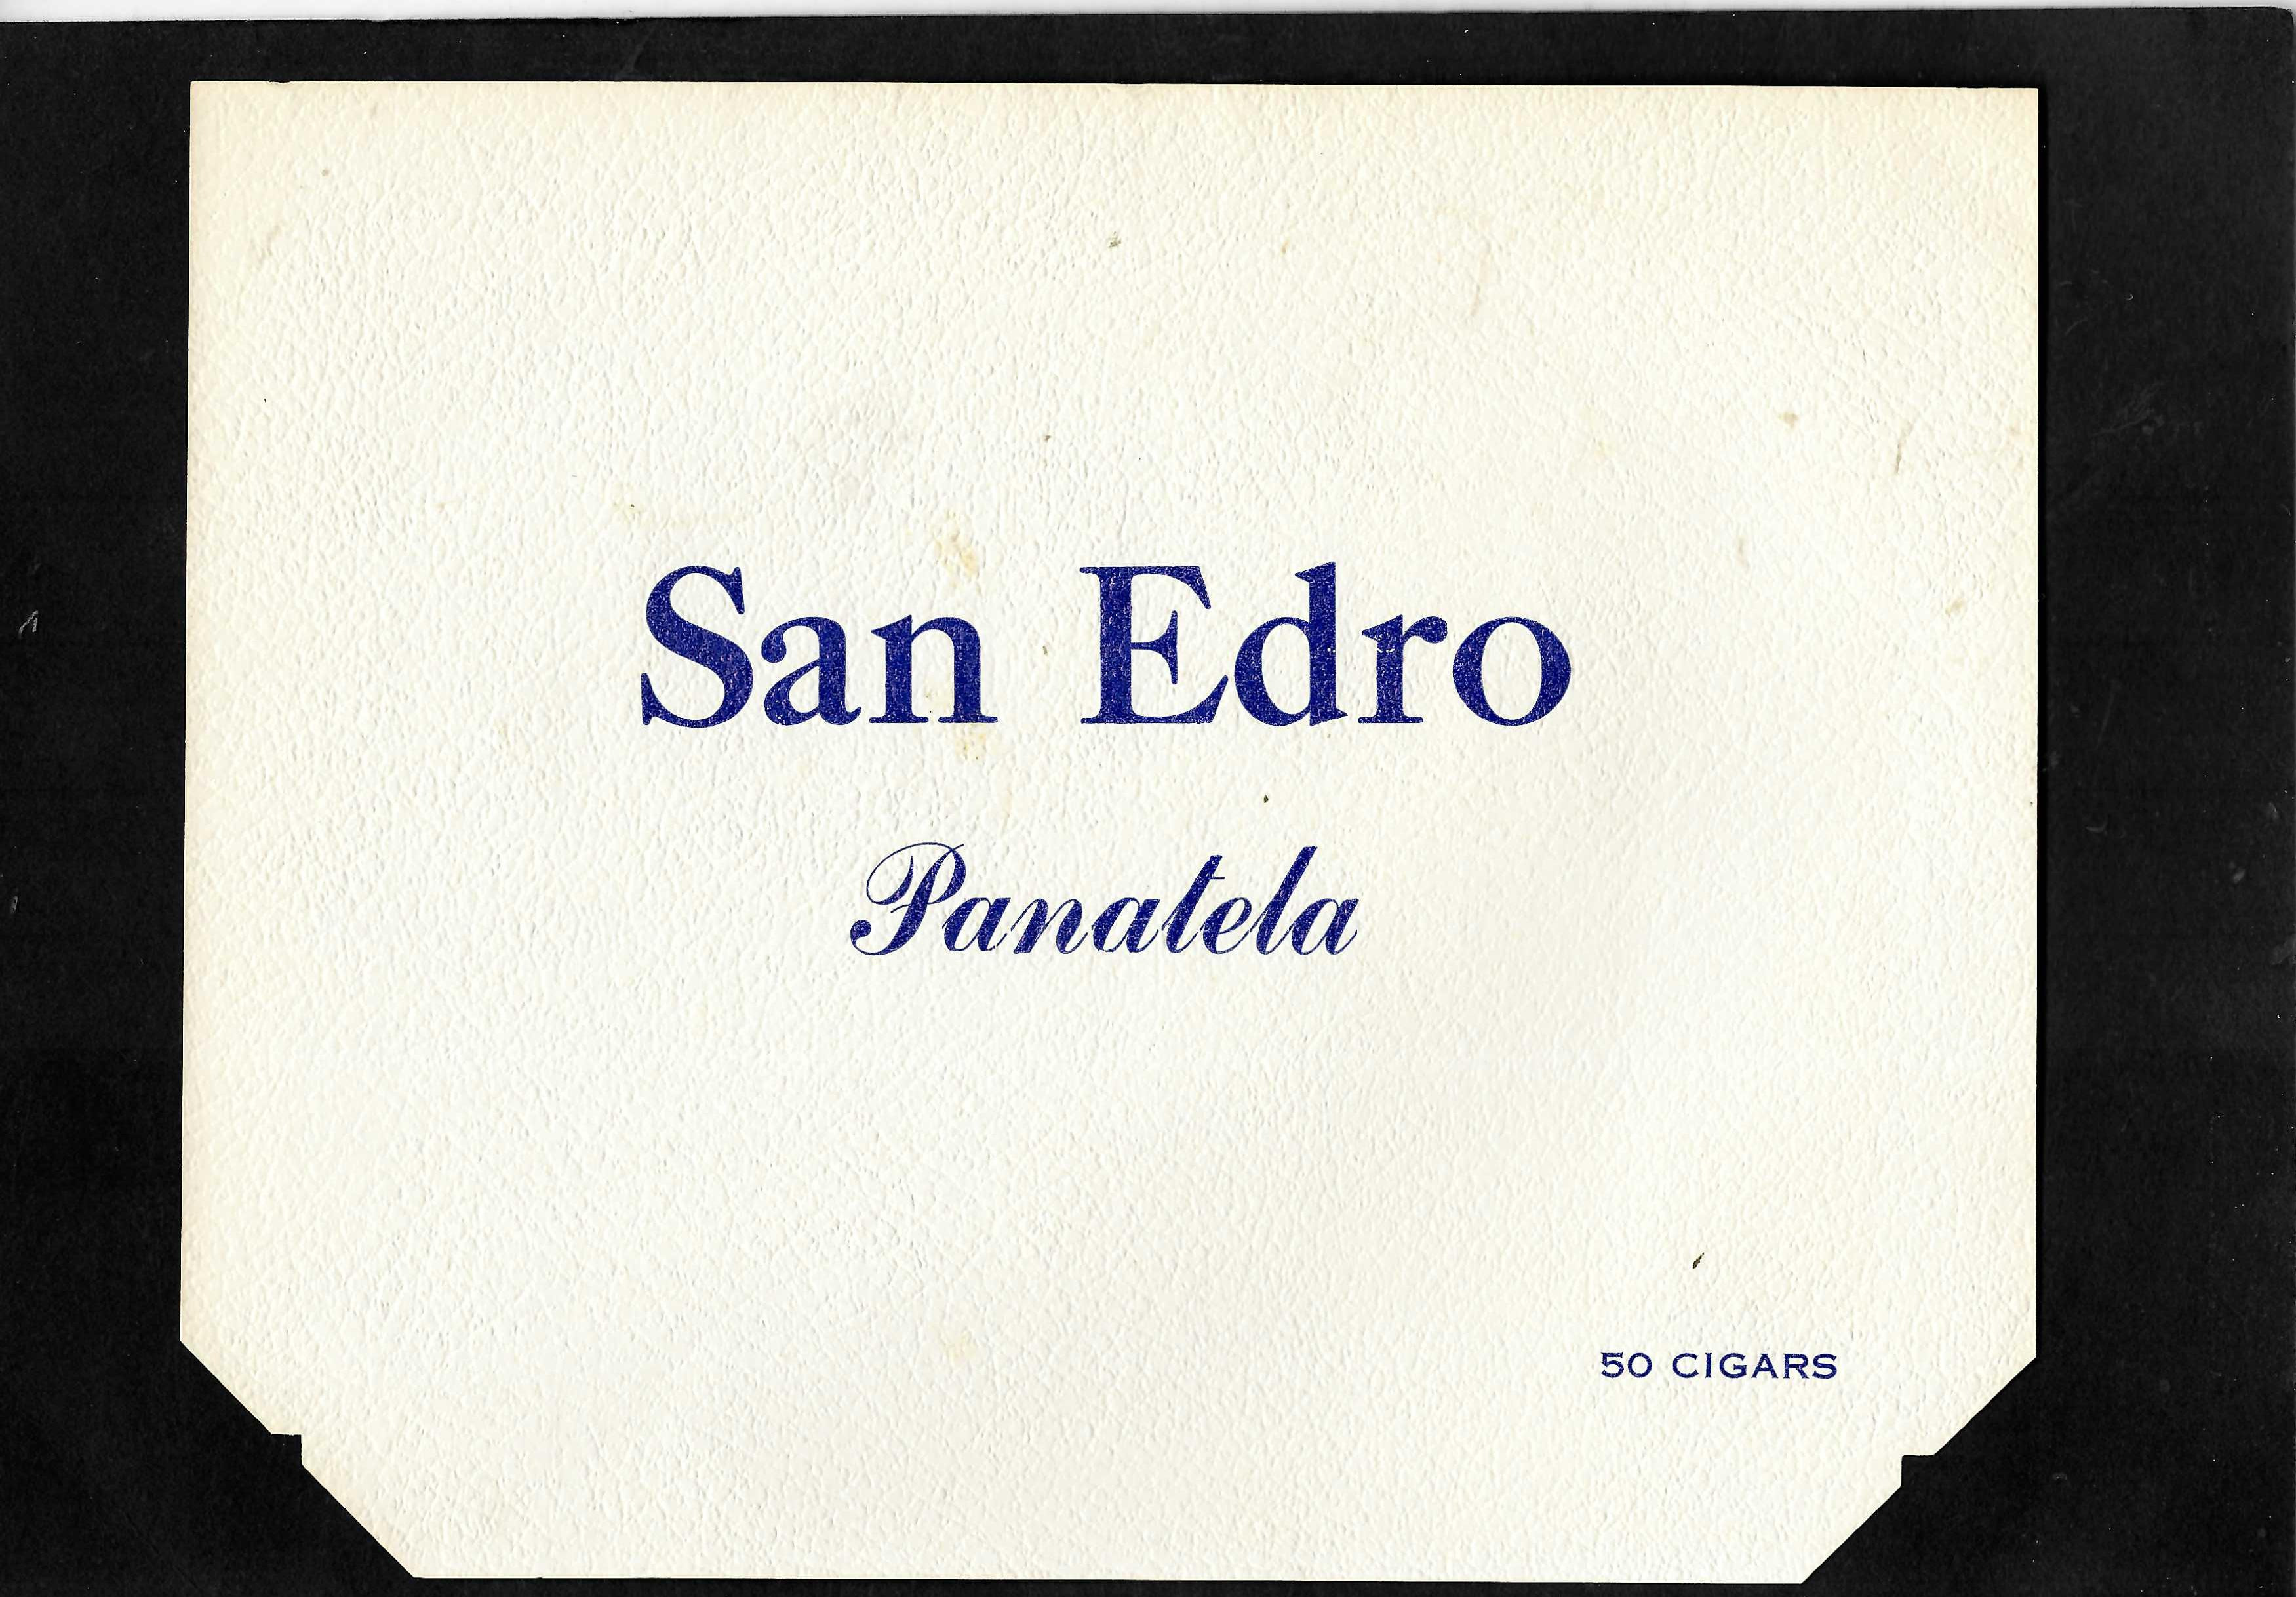 San Edro
Panatela
50 CIGARS